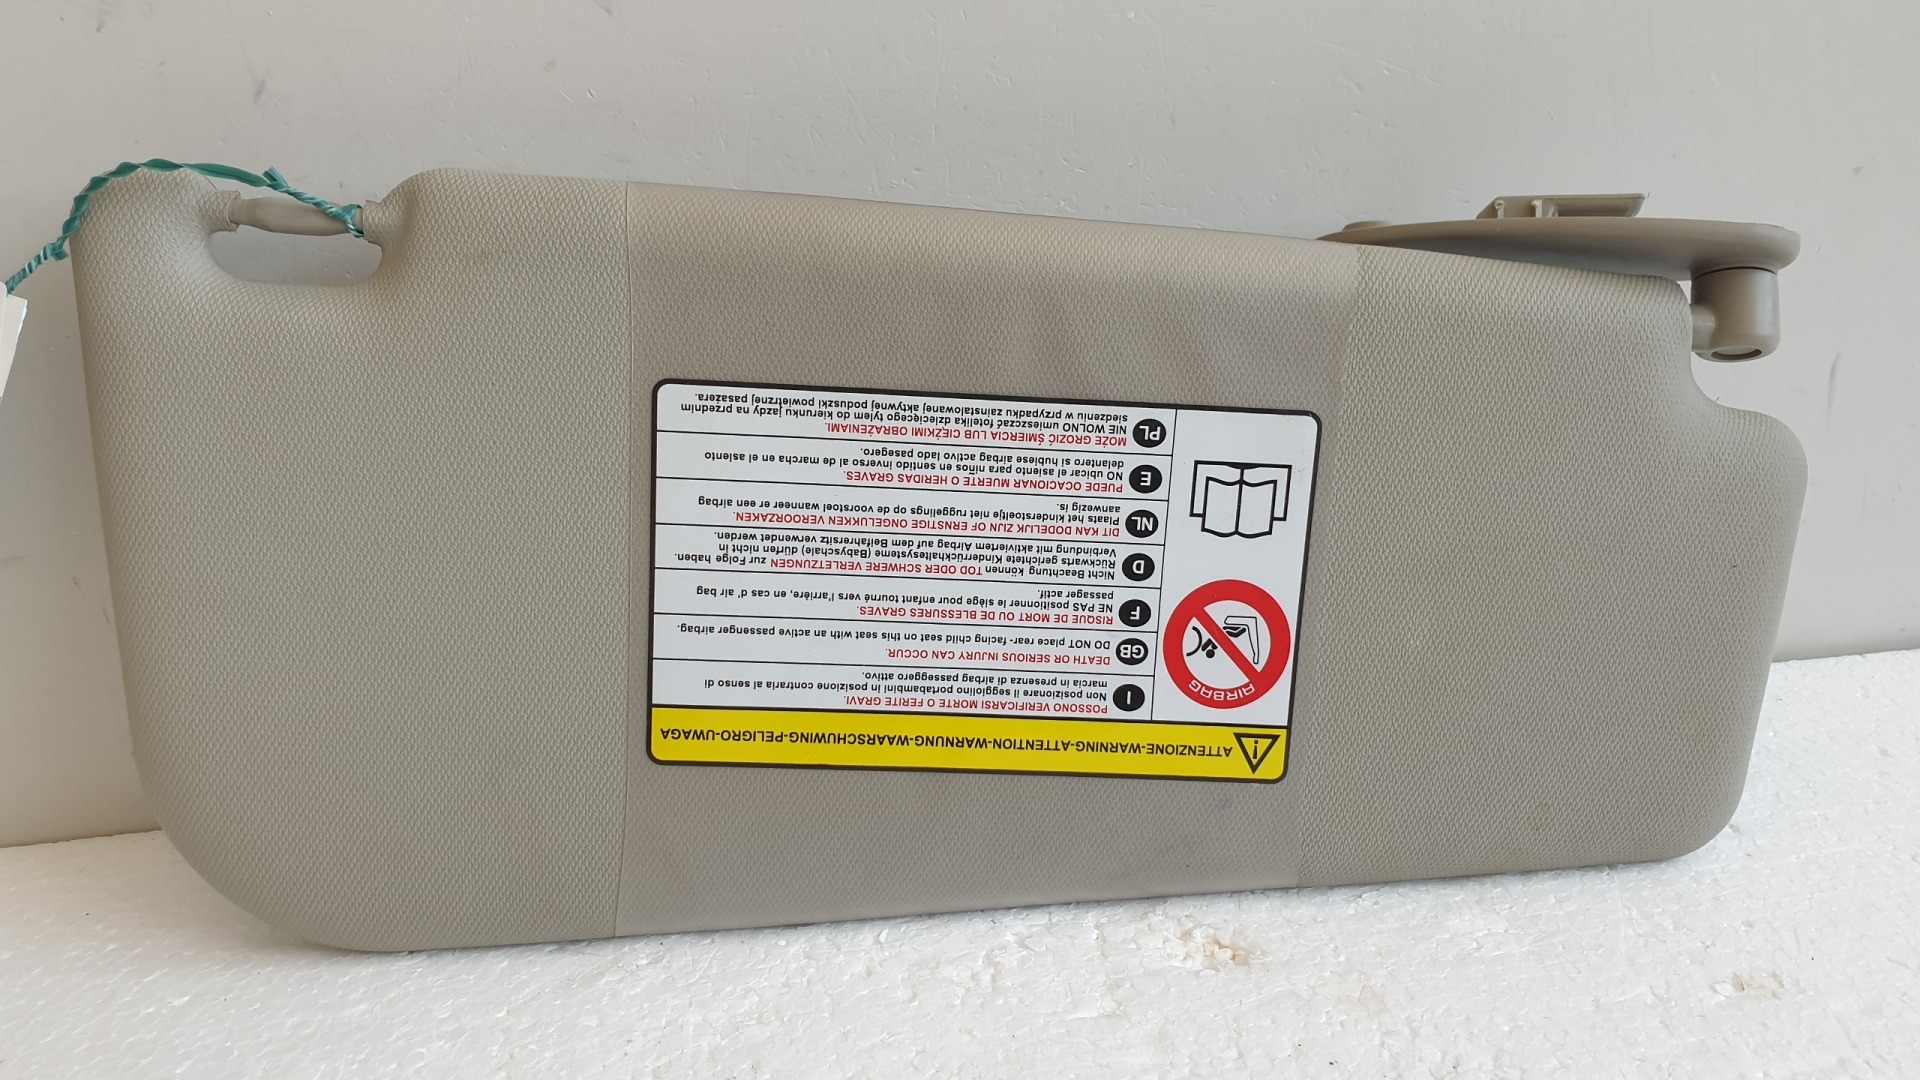 ATTENZIONE-WARNING-ATTENTION-WARNUNG-WAARSCHUWING-PELIGRO-UWAGA
I
POSSONO VERIFICARSI MORTE O FERITE GRAVI.
Non posizionare il seggiolino portabambini in posizione contraria al senso di
marcia in presenza di airbag passeggero attivo.
GB
DEATH OR SERIOUS INJURY CAN OCCUR.
DO NOT place rear- facing child seat on this seat with an active passenger airbag.
F
RISQUE DE MORT OU DE BLESSURES GRAVES.
NE PAS positionner le siège pour enfant tourné vers l'arrière, en cas d' air bag
passager actif.
D
Nicht Beachtung können TOD ODER SCHWERE VERLETZUNGEN zur Folge haben.
Rückwarts gerichtete Kinderrückhaltesysteme (Babyschale) dürfen nicht in
Verbindung mit aktiviertem Airbag auf dem Beifahrersitz verwendet werden.
NL
DIT KAN DODELIJK ZIJN OF ERNSTIGE ONGELUKKEN VEROORZAKEN.
Plaats het kinderstoeltje niet ruggelings op de voorstoel wanneer er een airbag
aanwezig is.
E
PUEDE OCACIONAR MUERTE O HERIDAS GRAVES.
NO ubicar el asiento para niños en sentido inverso al de marcha en el asiento
delantero si hubiese airbag activo lado pasegero.
PL
MOŻE GROZIĆ ŚMIERCIA LUB CIĘŻKIMI OBRAŻENIAMI.
NIE WOLNO umieszczać fotelika dziecięcego tyłem do kierunku jazdy na przednim
siedzeniu w przypadku zainstalowanej aktywnej poduszki powietrznej pasażera.
AIRBAG